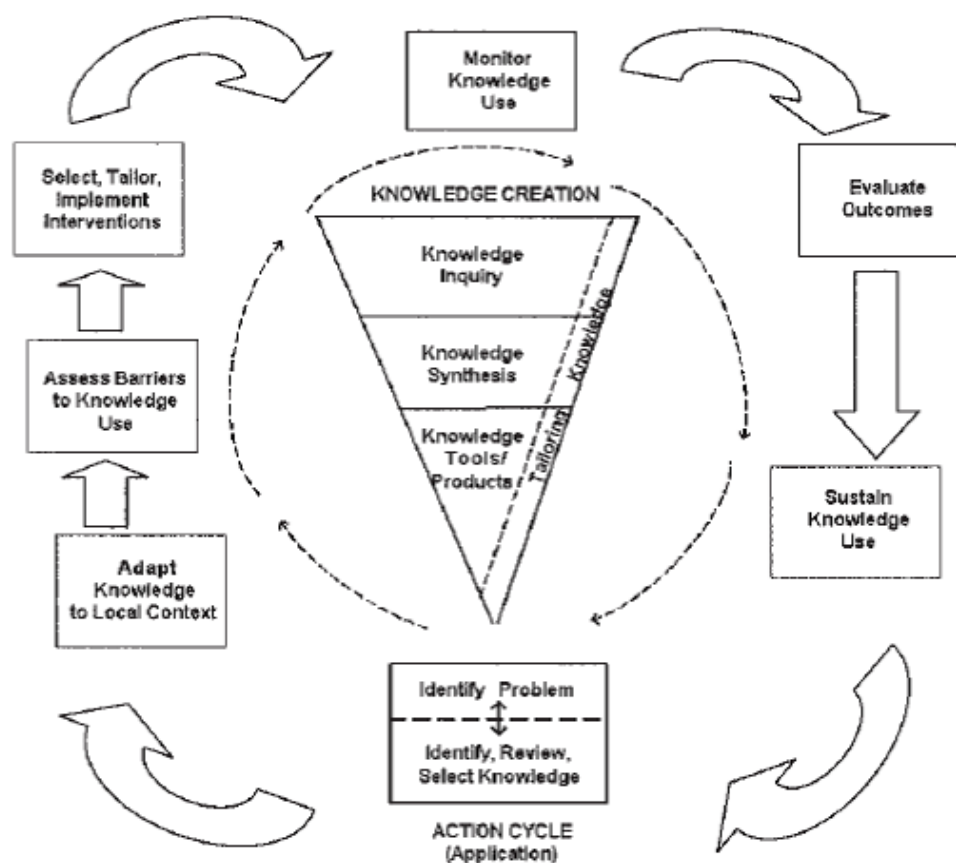 Monitor
Knowledge
Use
Select, Tailor,
Implement
Interventions
KNOWLEDGE CREATION
Evaluate
Outcomes
Knowledge
Inquiry
Knowledge
Synthesis
Knowledge
Tools/
Products
Tailoring
Knowledge
Assess Barriers
to Knowledge
Use
Sustain
Knowledge
Use
Adapt
Knowledge
to Local Context
Identify Problem
Identify, Review,
Select Knowledge
ACTION CYCLE
(Application)